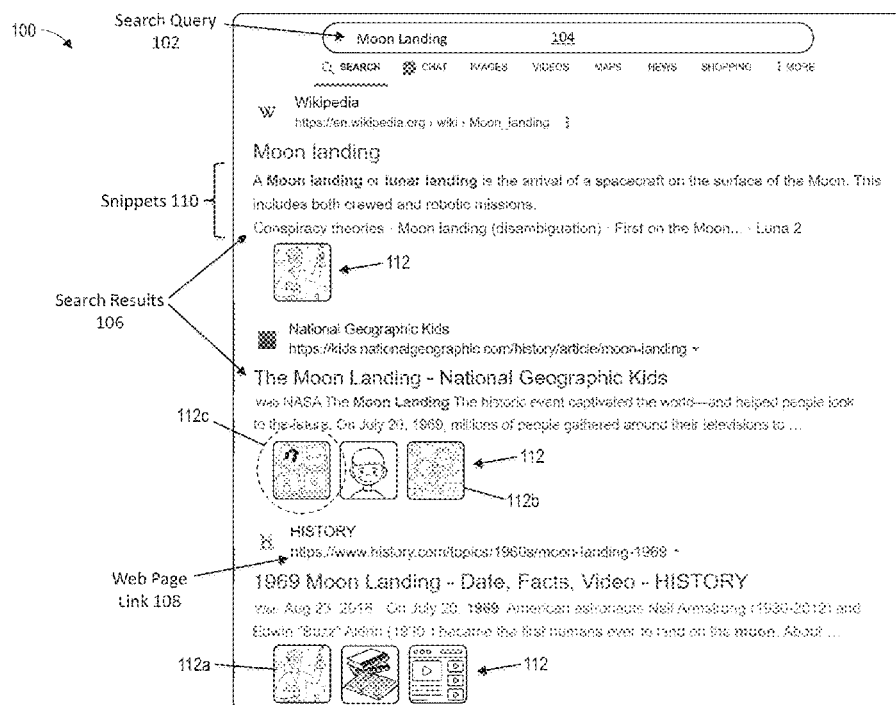 100
Search Query
102
Moon Landing 104
SEARCH CHAT IMAGES VIDEOS MAPS NEWS SHOPPING MORE
W Wikipedia
https://en.wikipedia.org › wiki › Moon_landing
Moon landing
Snippets 110
A Moon landing or lunar landing is the arrival of a spacecraft on the surface of the Moon. This
includes both crewed and robotic missions.
Conspiracy theories · Moon landing (disambiguation) · First on the Moon... · Luna 2
112
Search Results
106
National Geographic Kids
https://kids.nationalgeographic.com/history/article/moon-landing
The Moon Landing - National Geographic Kids
NASA The Moon Landing The historic event captivated the world—and helped people look
to the future. On July 20, 1969, millions of people gathered around their televisions to ...
112c
112
112b
HISTORY
https://www.history.com/topics/1960s/moon-landing-1969
Web Page
Link 108
1969 Moon Landing - Date, Facts, Video - HISTORY
Aug 23, 2018 · On July 20, 1969, American astronauts Neil Armstrong (1930-2012) and
Edwin "Buzz" Aldrin (1930-) became the first humans ever to land on the moon. About ...
112a
112